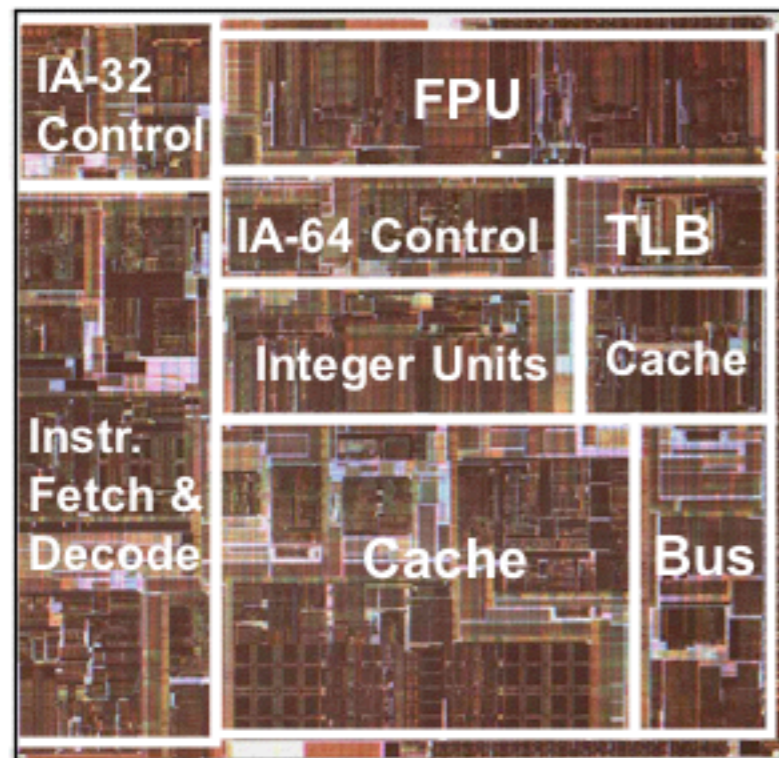 IA-32
Control
FPU
IA-64 Control
TLB
Integer Units
Cache
Instr.
Fetch &
Decode
Cache
Bus